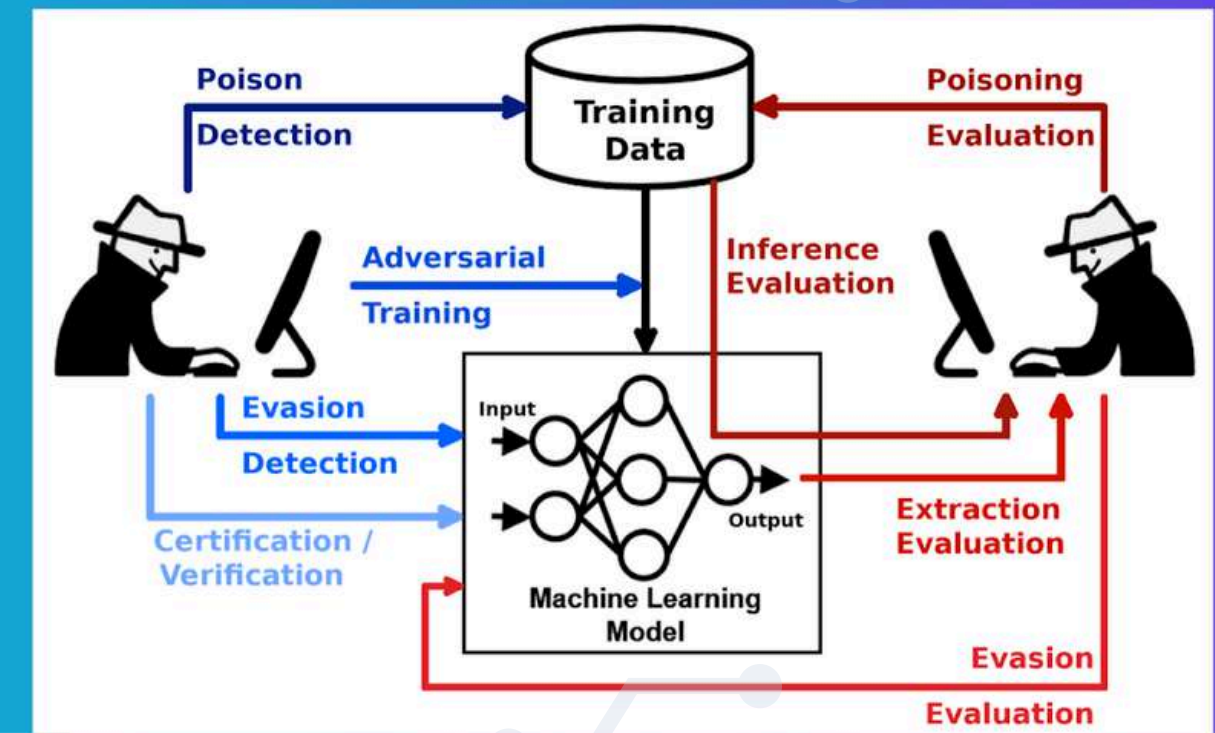 Poison
Detection
Training
Data
Poisoning
Evaluation
Adversarial
Training
Inference
Evaluation
Evasion
Detection
Certification /
Verification
Input
Output
Machine Learning
Model
Extraction
Evaluation
Evasion
Evaluation